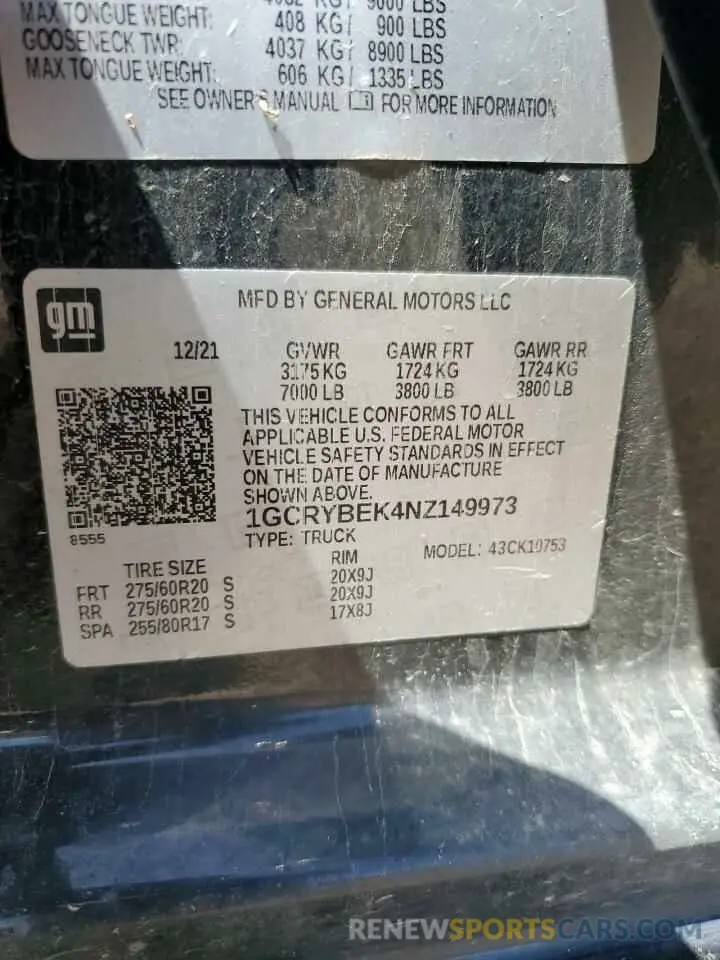 MAX TONGUE WEIGHT: 408 KG/ 900 LBS
GOOSENECK TWR: 4037 KG/ 8900 LBS
MAX TONGUE WEIGHT: 606 KG/ 1335 LBS
SEE OWNER'S MANUAL FOR MORE INFORMATION
gm
MFD BY GENERAL MOTORS LLC
12/21 GVWR GAWR FRT GAWR RR
3175 KG 1724 KG 1724 KG
7000 LB 3800 LB 3800 LB
THIS VEHICLE CONFORMS TO ALL
APPLICABLE U.S. FEDERAL MOTOR
VEHICLE SAFETY STANDARDS IN EFFECT
ON THE DATE OF MANUFACTURE
SHOWN ABOVE.
8555
1GCRYBEK4NZ149973
TYPE: TRUCK MODEL: 43CK10753
TIRE SIZE RIM
FRT 275/60R20 S 20X9J
RR 275/60R20 S 20X9J
SPA 255/80R17 S 17X8J
RENEWSPORTSCARS.COM